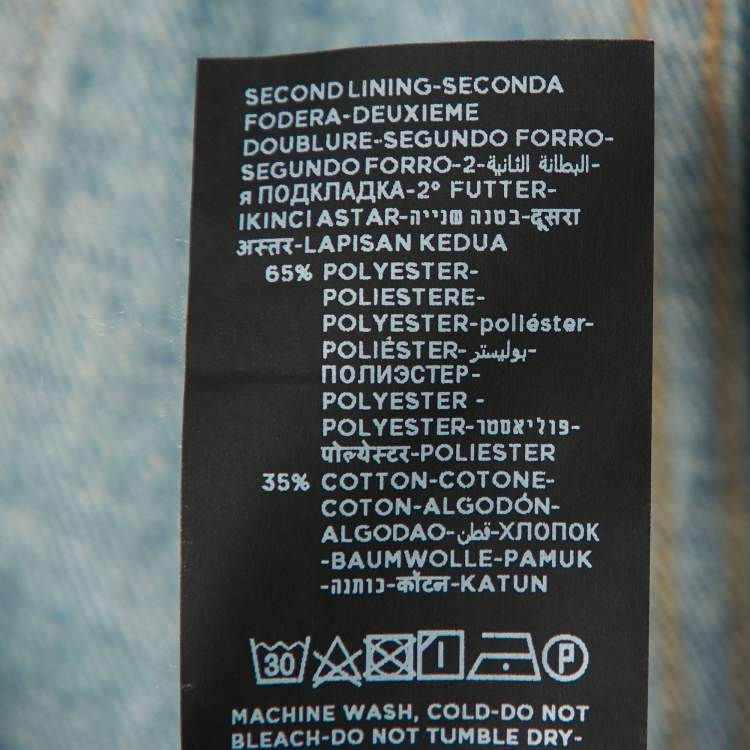 SECOND LINING-SECONDA
FODERA-DEUXIEME
DOUBLURE-SEGUNDO FORRO-
SEGUNDO FORRO-2-البطانة الثانية-
я ПОДКЛАДКА-2° FUTTER-
IKINCI ASTAR-בטנה שנייה-दूसरा
अस्तर-LAPISAN KEDUA
65% POLYESTER-
POLIESTERE-
POLYESTER-poliéster-
POLIÉSTER-بوليستر-
ПОЛИЭСТЕР-
POLYESTER -
POLYESTER-פוליאסטר-
पोल्येस्टर-POLIESTER
35% COTTON-COTONE-
COTON-ALGODÓN-
ALGODAO-قطن-ХЛОПОК
-BAUMWOLLE-PAMUK
-כותנה-कॉटन-KATUN
30 P
MACHINE WASH, COLD-DO NOT
BLEACH-DO NOT TUMBLE DRY-